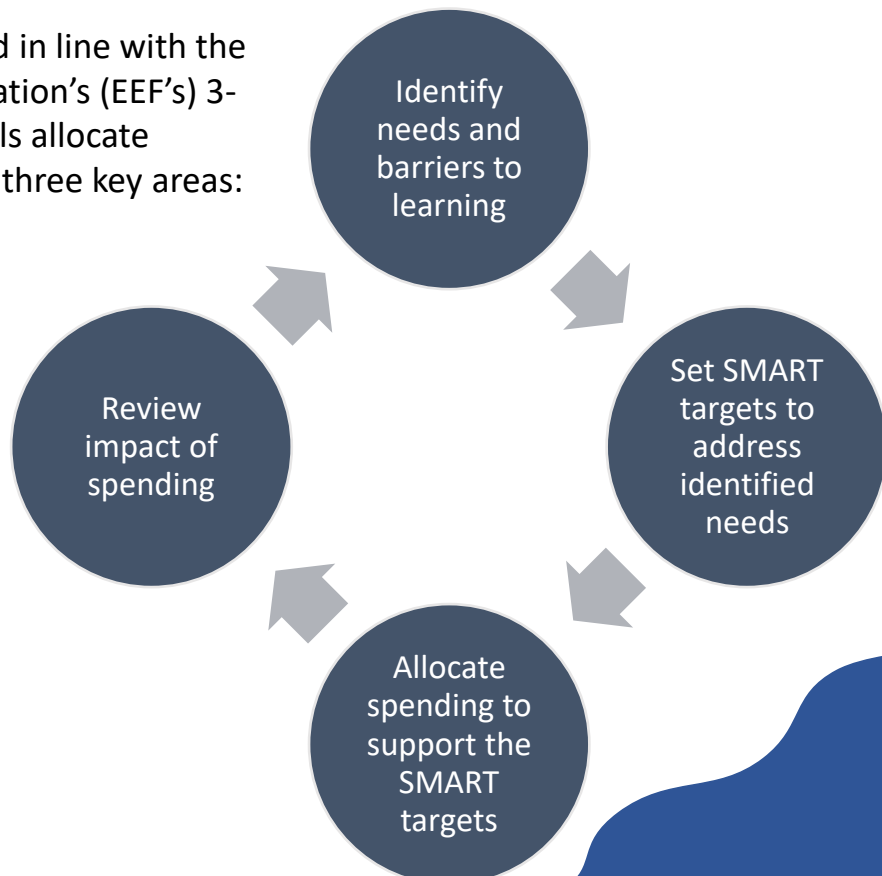 d in line with the
ation’s (EEF’s) 3-
ls allocate
three key areas:
Identify
needs and
barriers to
learning
Set SMART
targets to
address
identified
needs
Allocate
spending to
support the
SMART
targets
Review
impact of
spending